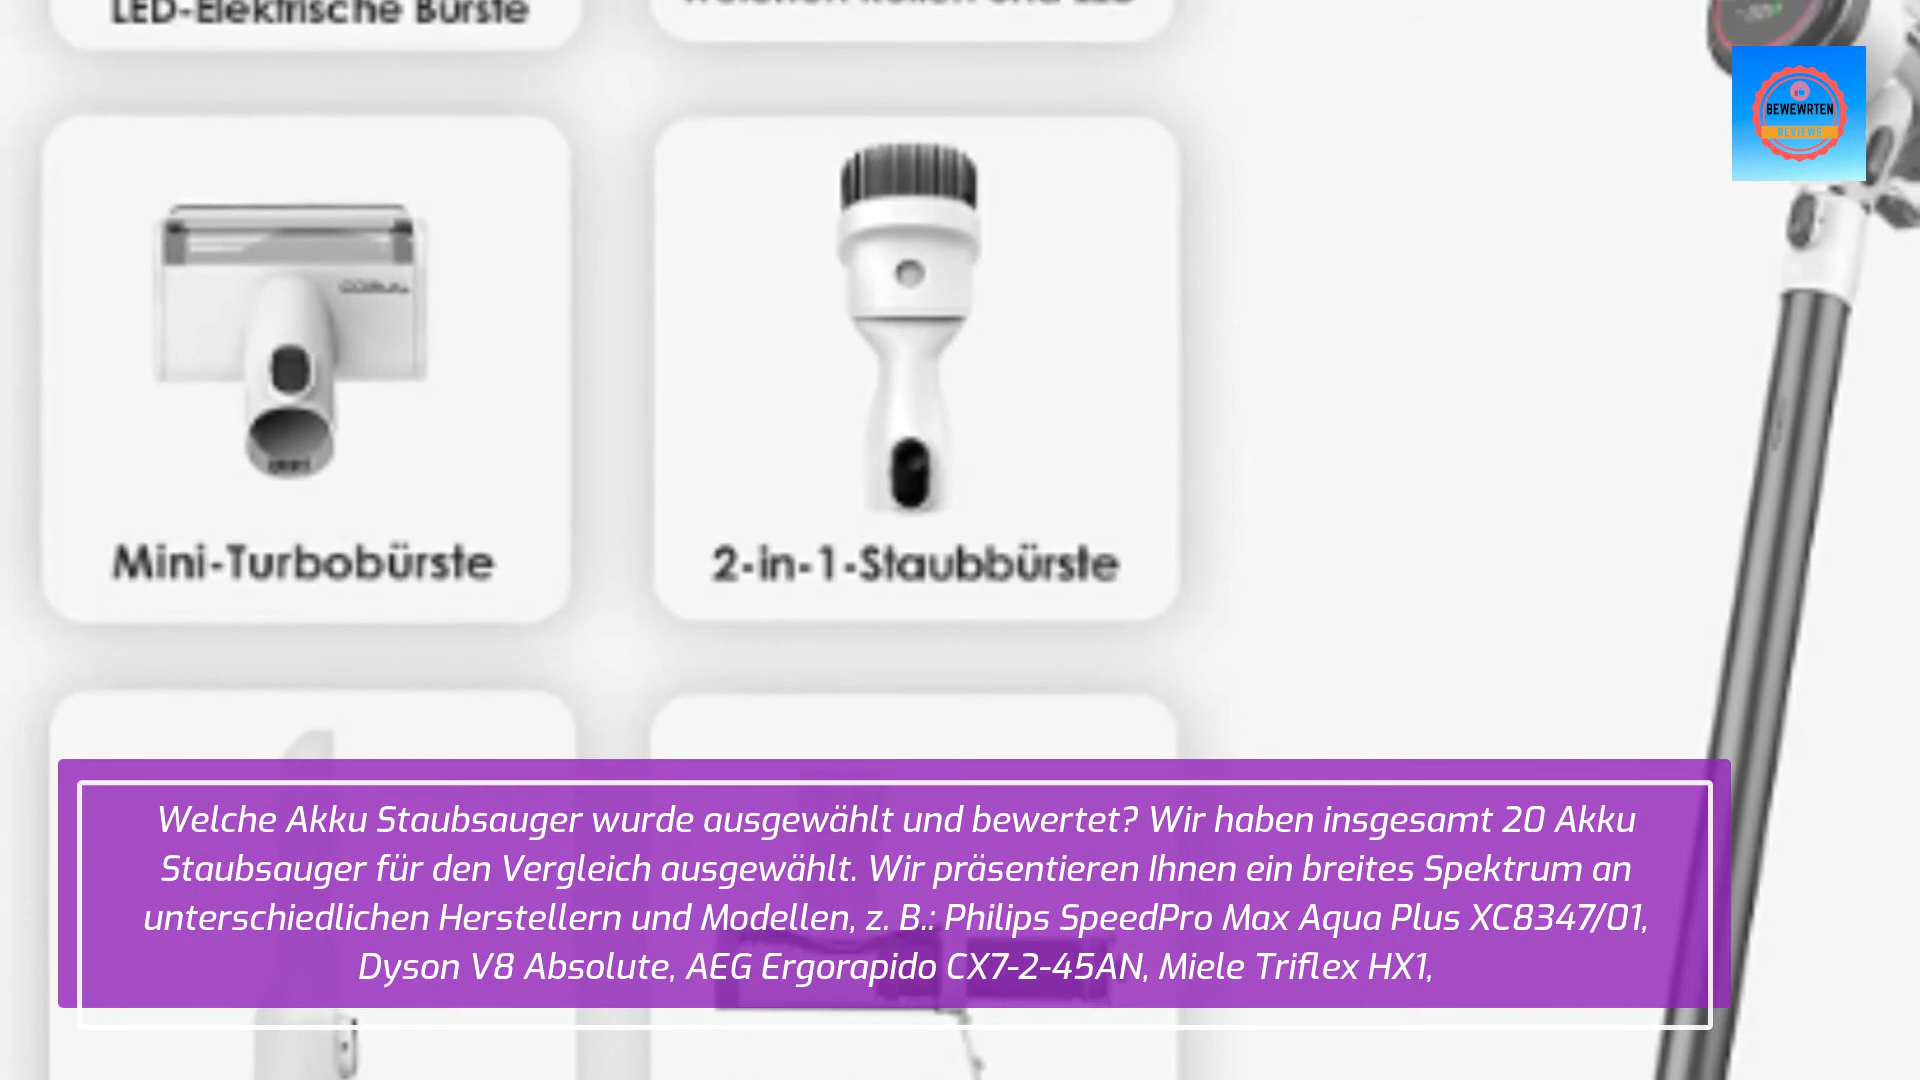 LED-Elektrische Bürste
BEWEWRTEN
REVIEWS
Mini-Turbobürste
2-in-1-Staubbürste
Welche Akku Staubsauger wurde ausgewählt und bewertet? Wir haben insgesamt 20 Akku
Staubsauger für den Vergleich ausgewählt. Wir präsentieren Ihnen ein breites Spektrum an
unterschiedlichen Herstellern und Modellen, z. B.: Philips SpeedPro Max Aqua Plus XC8347/01,
Dyson V8 Absolute, AEG Ergorapido CX7-2-45AN, Miele Triflex HX1,